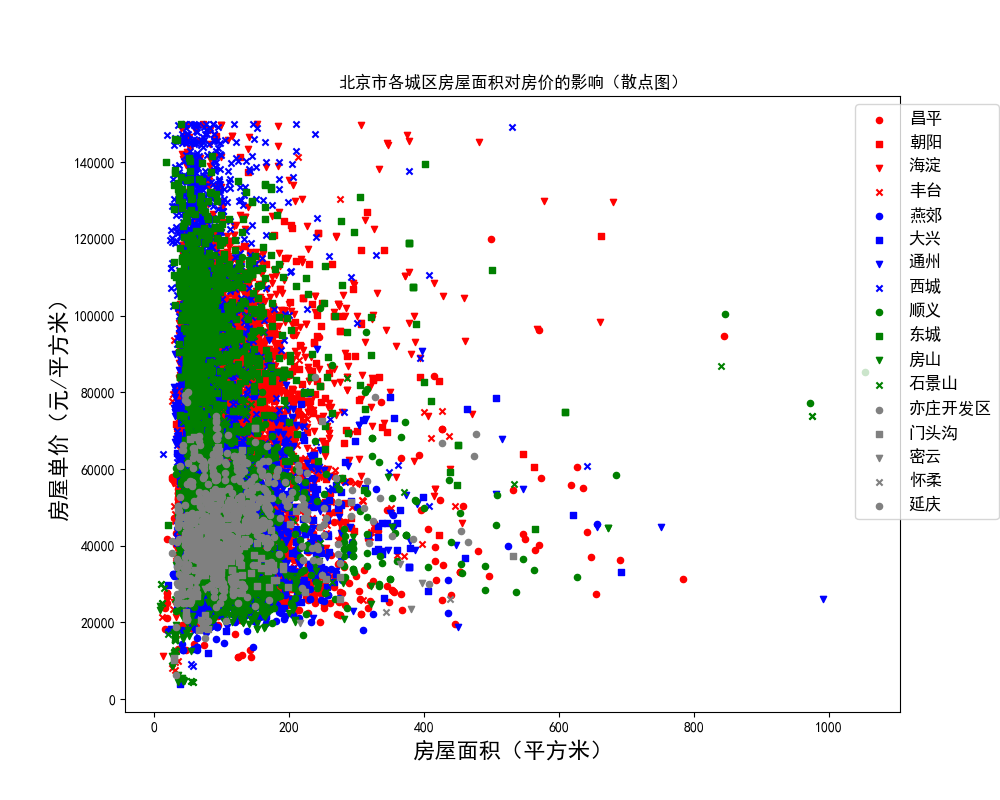 北京市各城区房屋面积对房价的影响（散点图）
房屋单价（元/平方米）
140000
120000
100000
80000
60000
40000
20000
0
0 200 400 600 800 1000
房屋面积（平方米）
昌平
朝阳
海淀
丰台
燕郊
大兴
通州
西城
顺义
东城
房山
石景山
亦庄开发区
门头沟
密云
怀柔
延庆